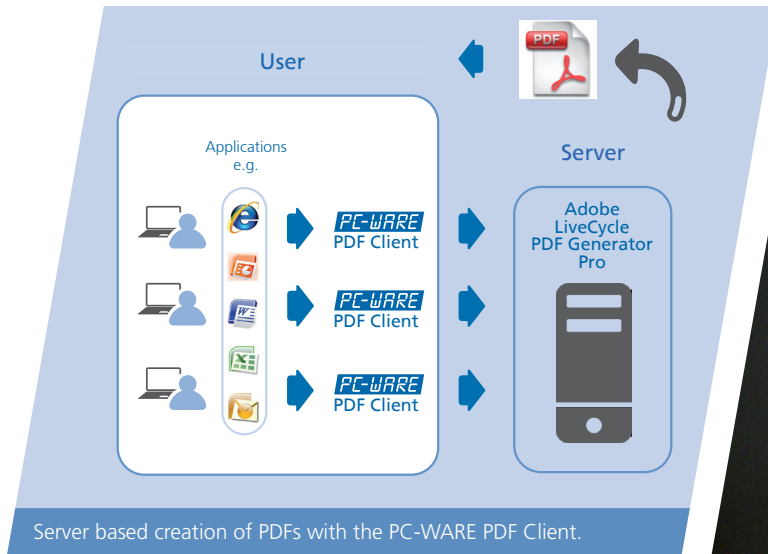 User
PDF
Applications
e.g.
Server
PC-WARE
PDF Client
PC-WARE
PDF Client
PC-WARE
PDF Client
Adobe
LiveCycle
PDF Generator
Pro
Server based creation of PDFs with the PC-WARE PDF Client.